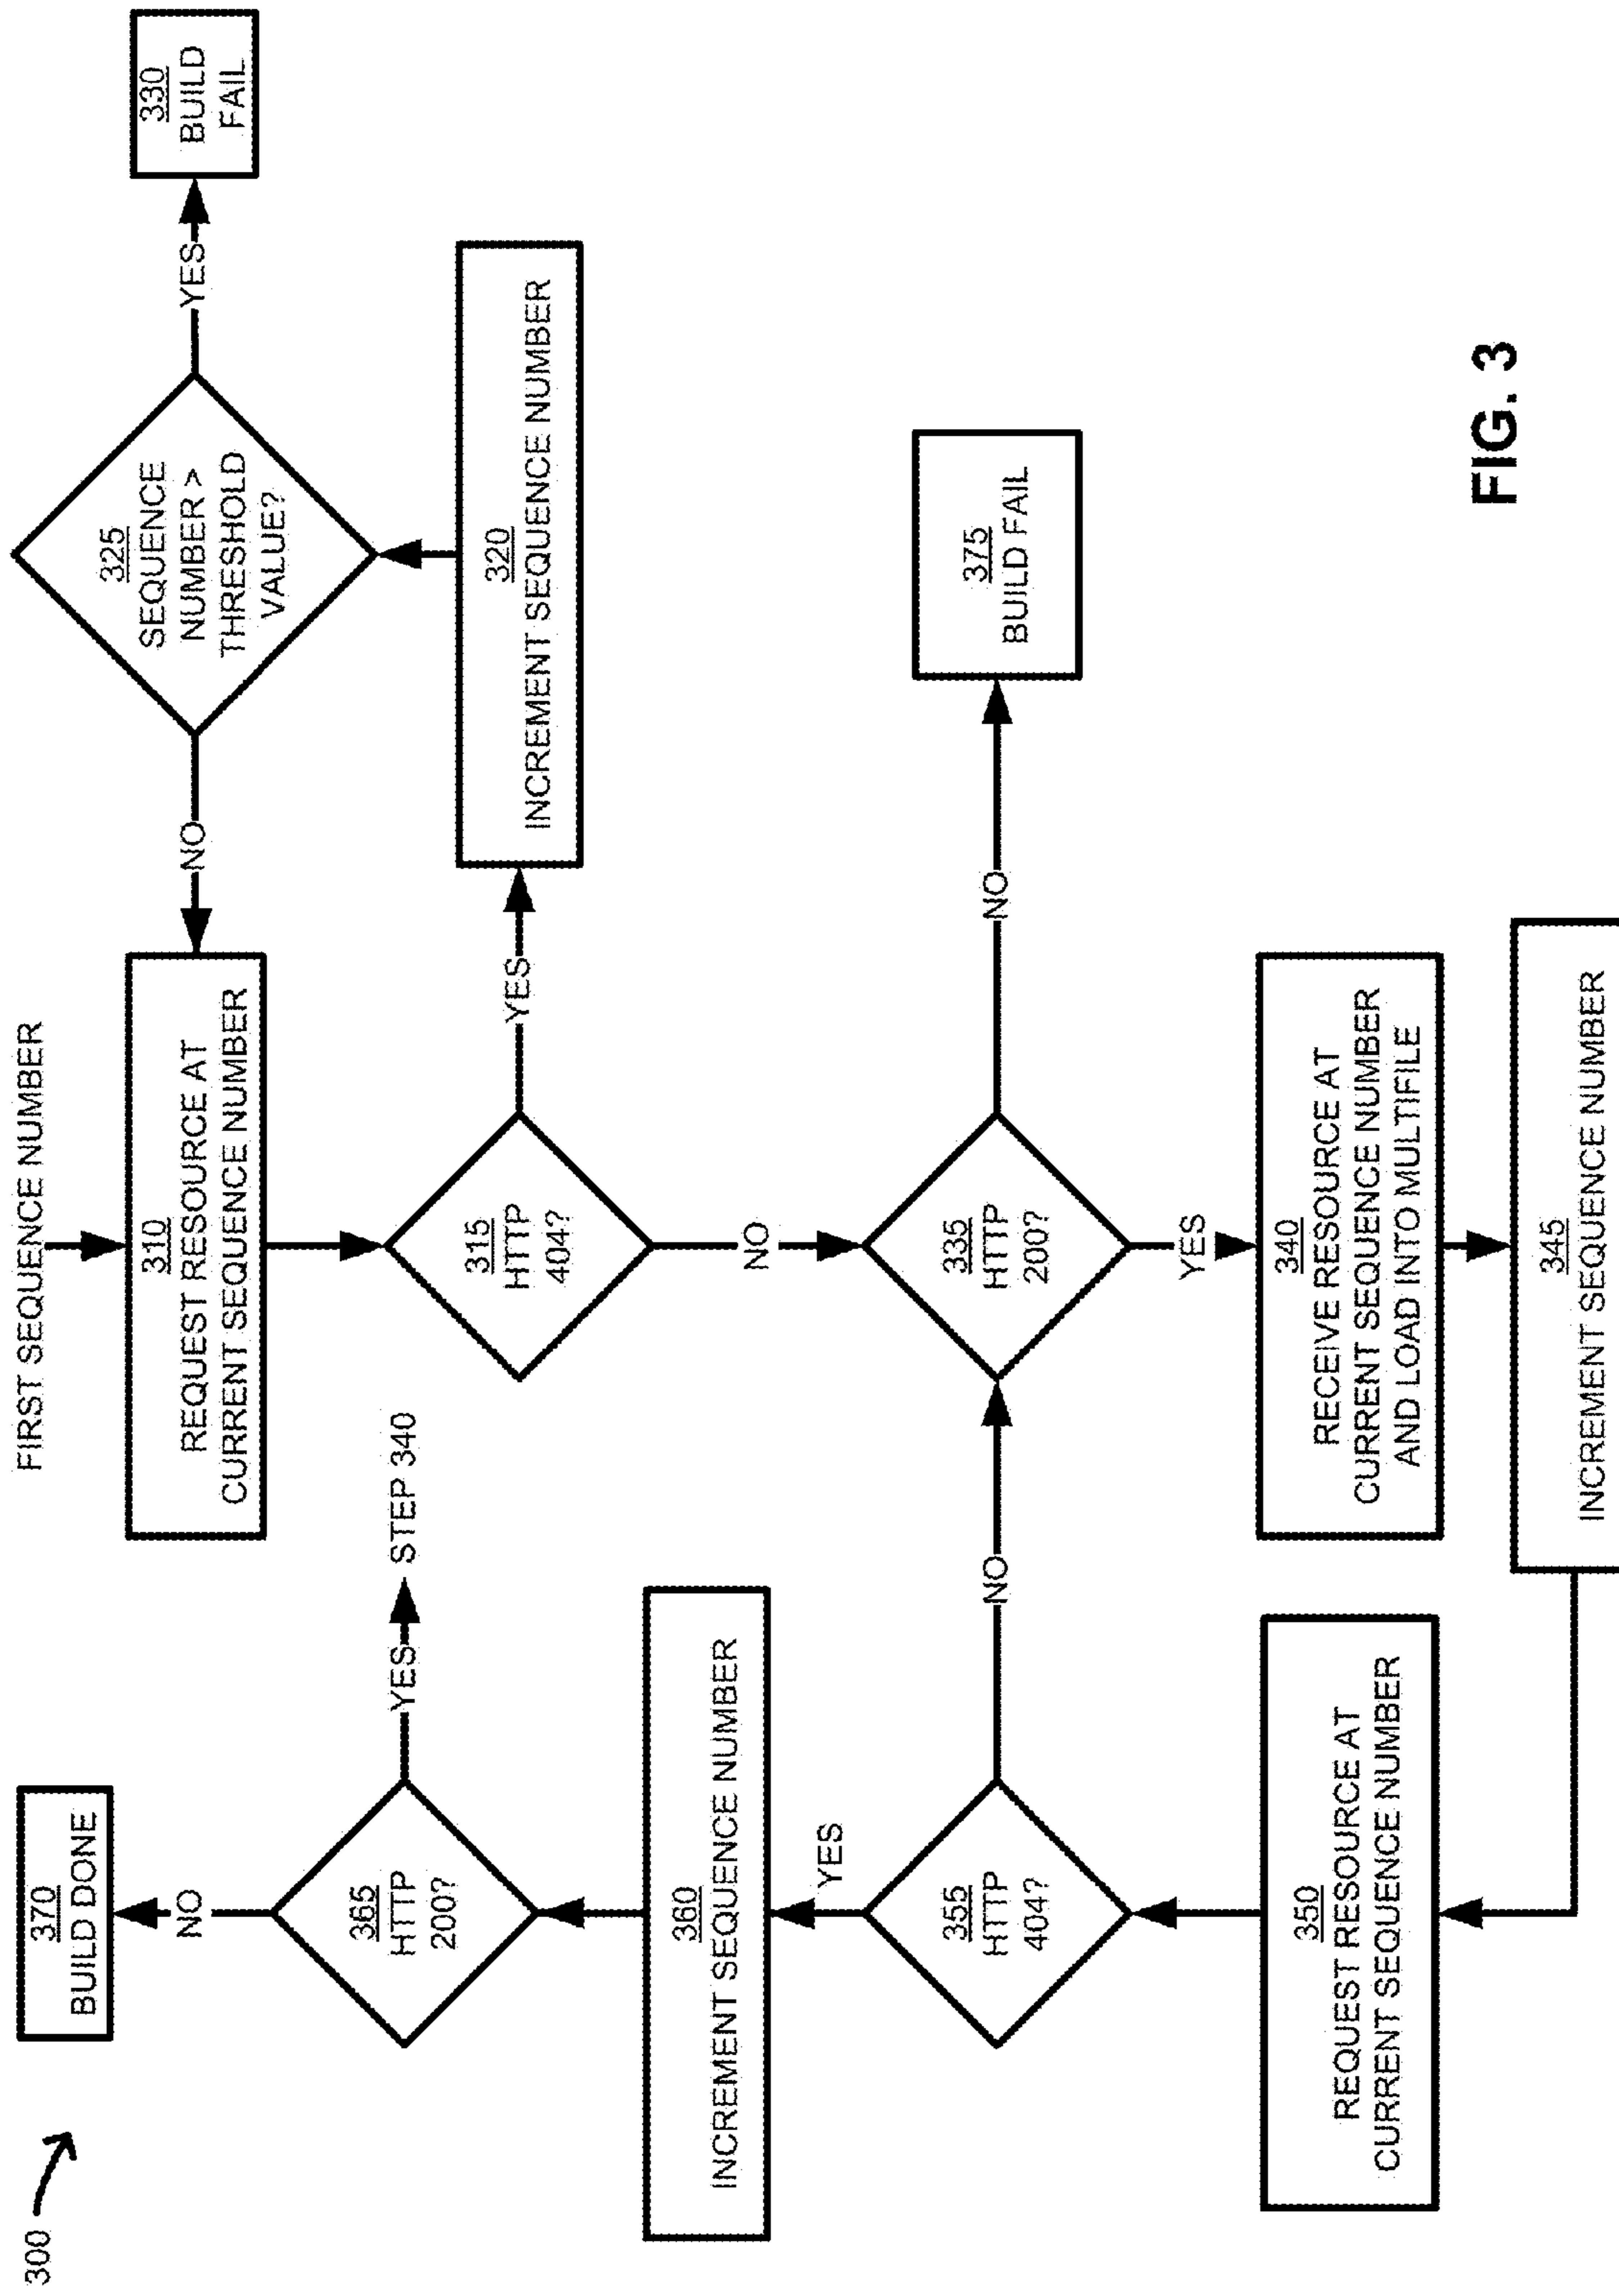 300
FIRST SEQUENCE NUMBER
310
REQUEST RESOURCE AT
CURRENT SEQUENCE NUMBER
315
HTTP
404?
YES
NO
320
INCREMENT SEQUENCE NUMBER
325
SEQUENCE
NUMBER >
THRESHOLD
VALUE?
NO
YES
330
BUILD
FAIL
335
HTTP
200?
NO
YES
375
BUILD FAIL
340
RECEIVE RESOURCE AT
CURRENT SEQUENCE NUMBER
AND LOAD INTO MULTIFILE
345
INCREMENT SEQUENCE NUMBER
350
REQUEST RESOURCE AT
CURRENT SEQUENCE NUMBER
355
HTTP
404?
NO
YES
360
INCREMENT SEQUENCE NUMBER
365
HTTP
200?
YES
STEP 340
NO
370
BUILD DONE
FIG. 3